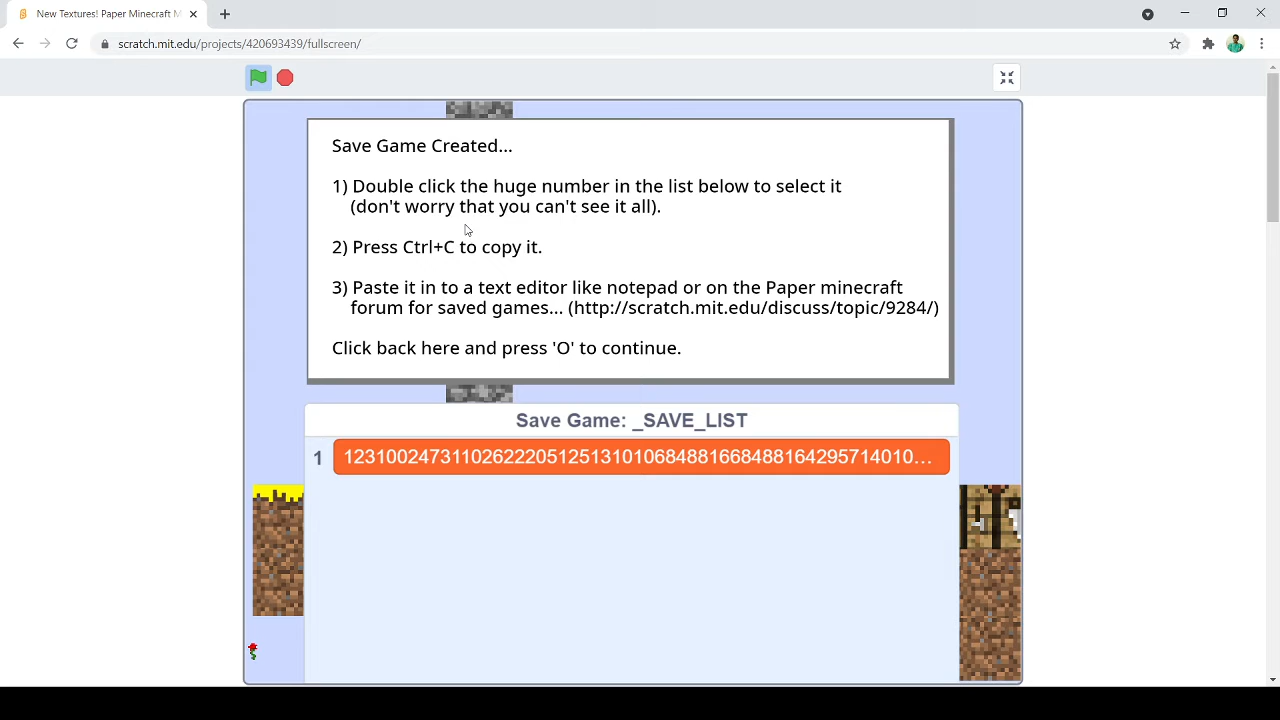 New Textures! Paper Minecraft M
scratch.mit.edu/projects/420693439/fullscreen/
Save Game Created...
1) Double click the huge number in the list below to select it
(don't worry that you can't see it all).
2) Press Ctrl+C to copy it.
3) Paste it in to a text editor like notepad or on the Paper minecraft
forum for saved games... (http://scratch.mit.edu/discuss/topic/9284/)
Click back here and press 'O' to continue.
Save Game: _SAVE_LIST
1 12310024731102622205125131010684881668488164295714010...